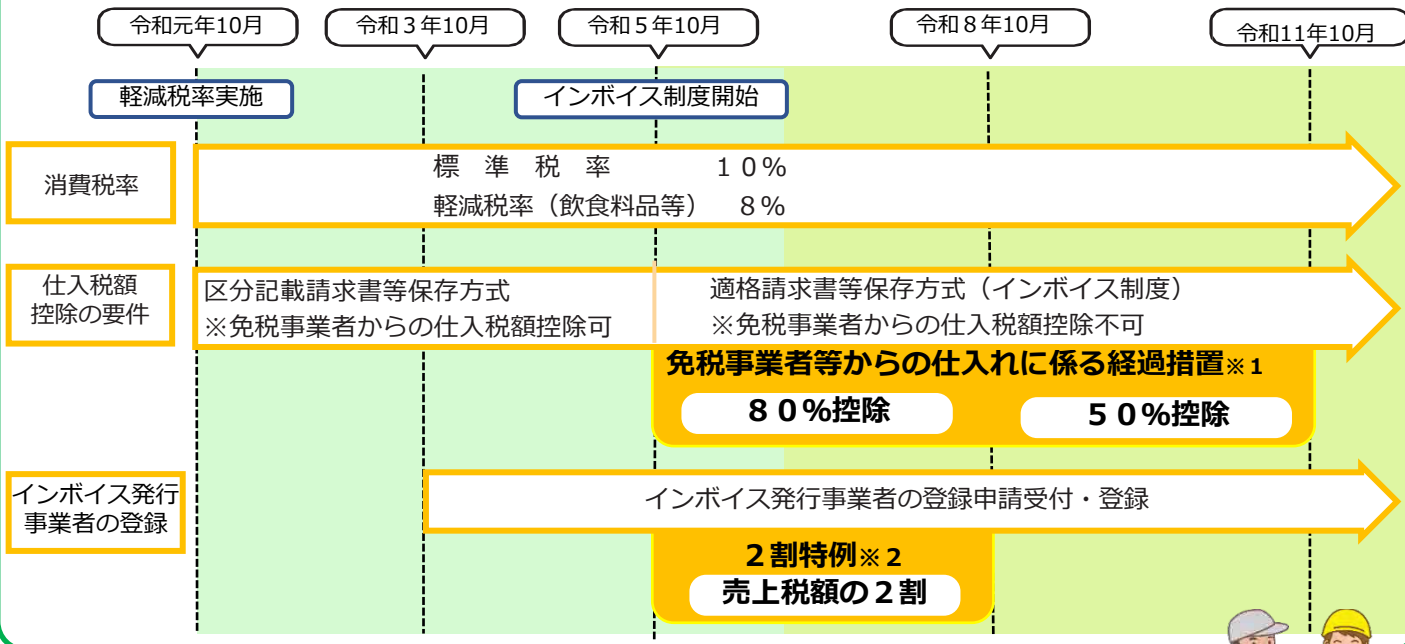 令和元年10月
令和３年10月
令和５年10月
令和８年10月
令和11年10月
軽減税率実施
インボイス制度開始
消費税率
標　準　税　率　　　１０％
軽減税率（飲食料品等）　８％
仕入税額
控除の要件
区分記載請求書等保存方式
※免税事業者からの仕入税額控除可
適格請求書等保存方式（インボイス制度）
※免税事業者からの仕入税額控除不可
免税事業者等からの仕入れに係る経過措置※１
８０％控除
５０％控除
インボイス発行
事業者の登録
インボイス発行事業者の登録申請受付・登録
２割特例※２
売上税額の２割